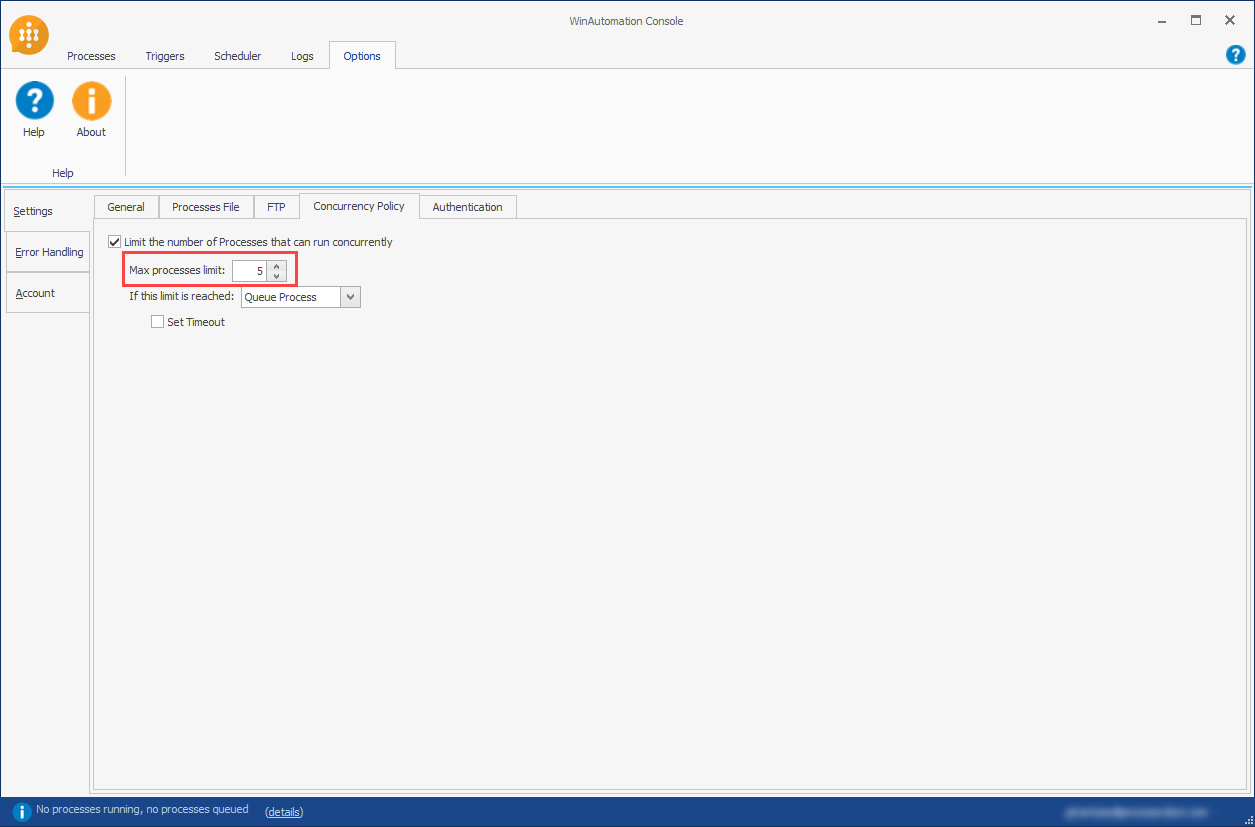 WinAutomation Console
Processes
Triggers
Scheduler
Logs
Options
Help
About
Help
Settings
Error Handling
Account
General
Processes File
FTP
Concurrency Policy
Authentication
Limit the number of Processes that can run concurrently
Max processes limit: 5
If this limit is reached: Queue Process
Set Timeout
No processes running, no processes queued (details)